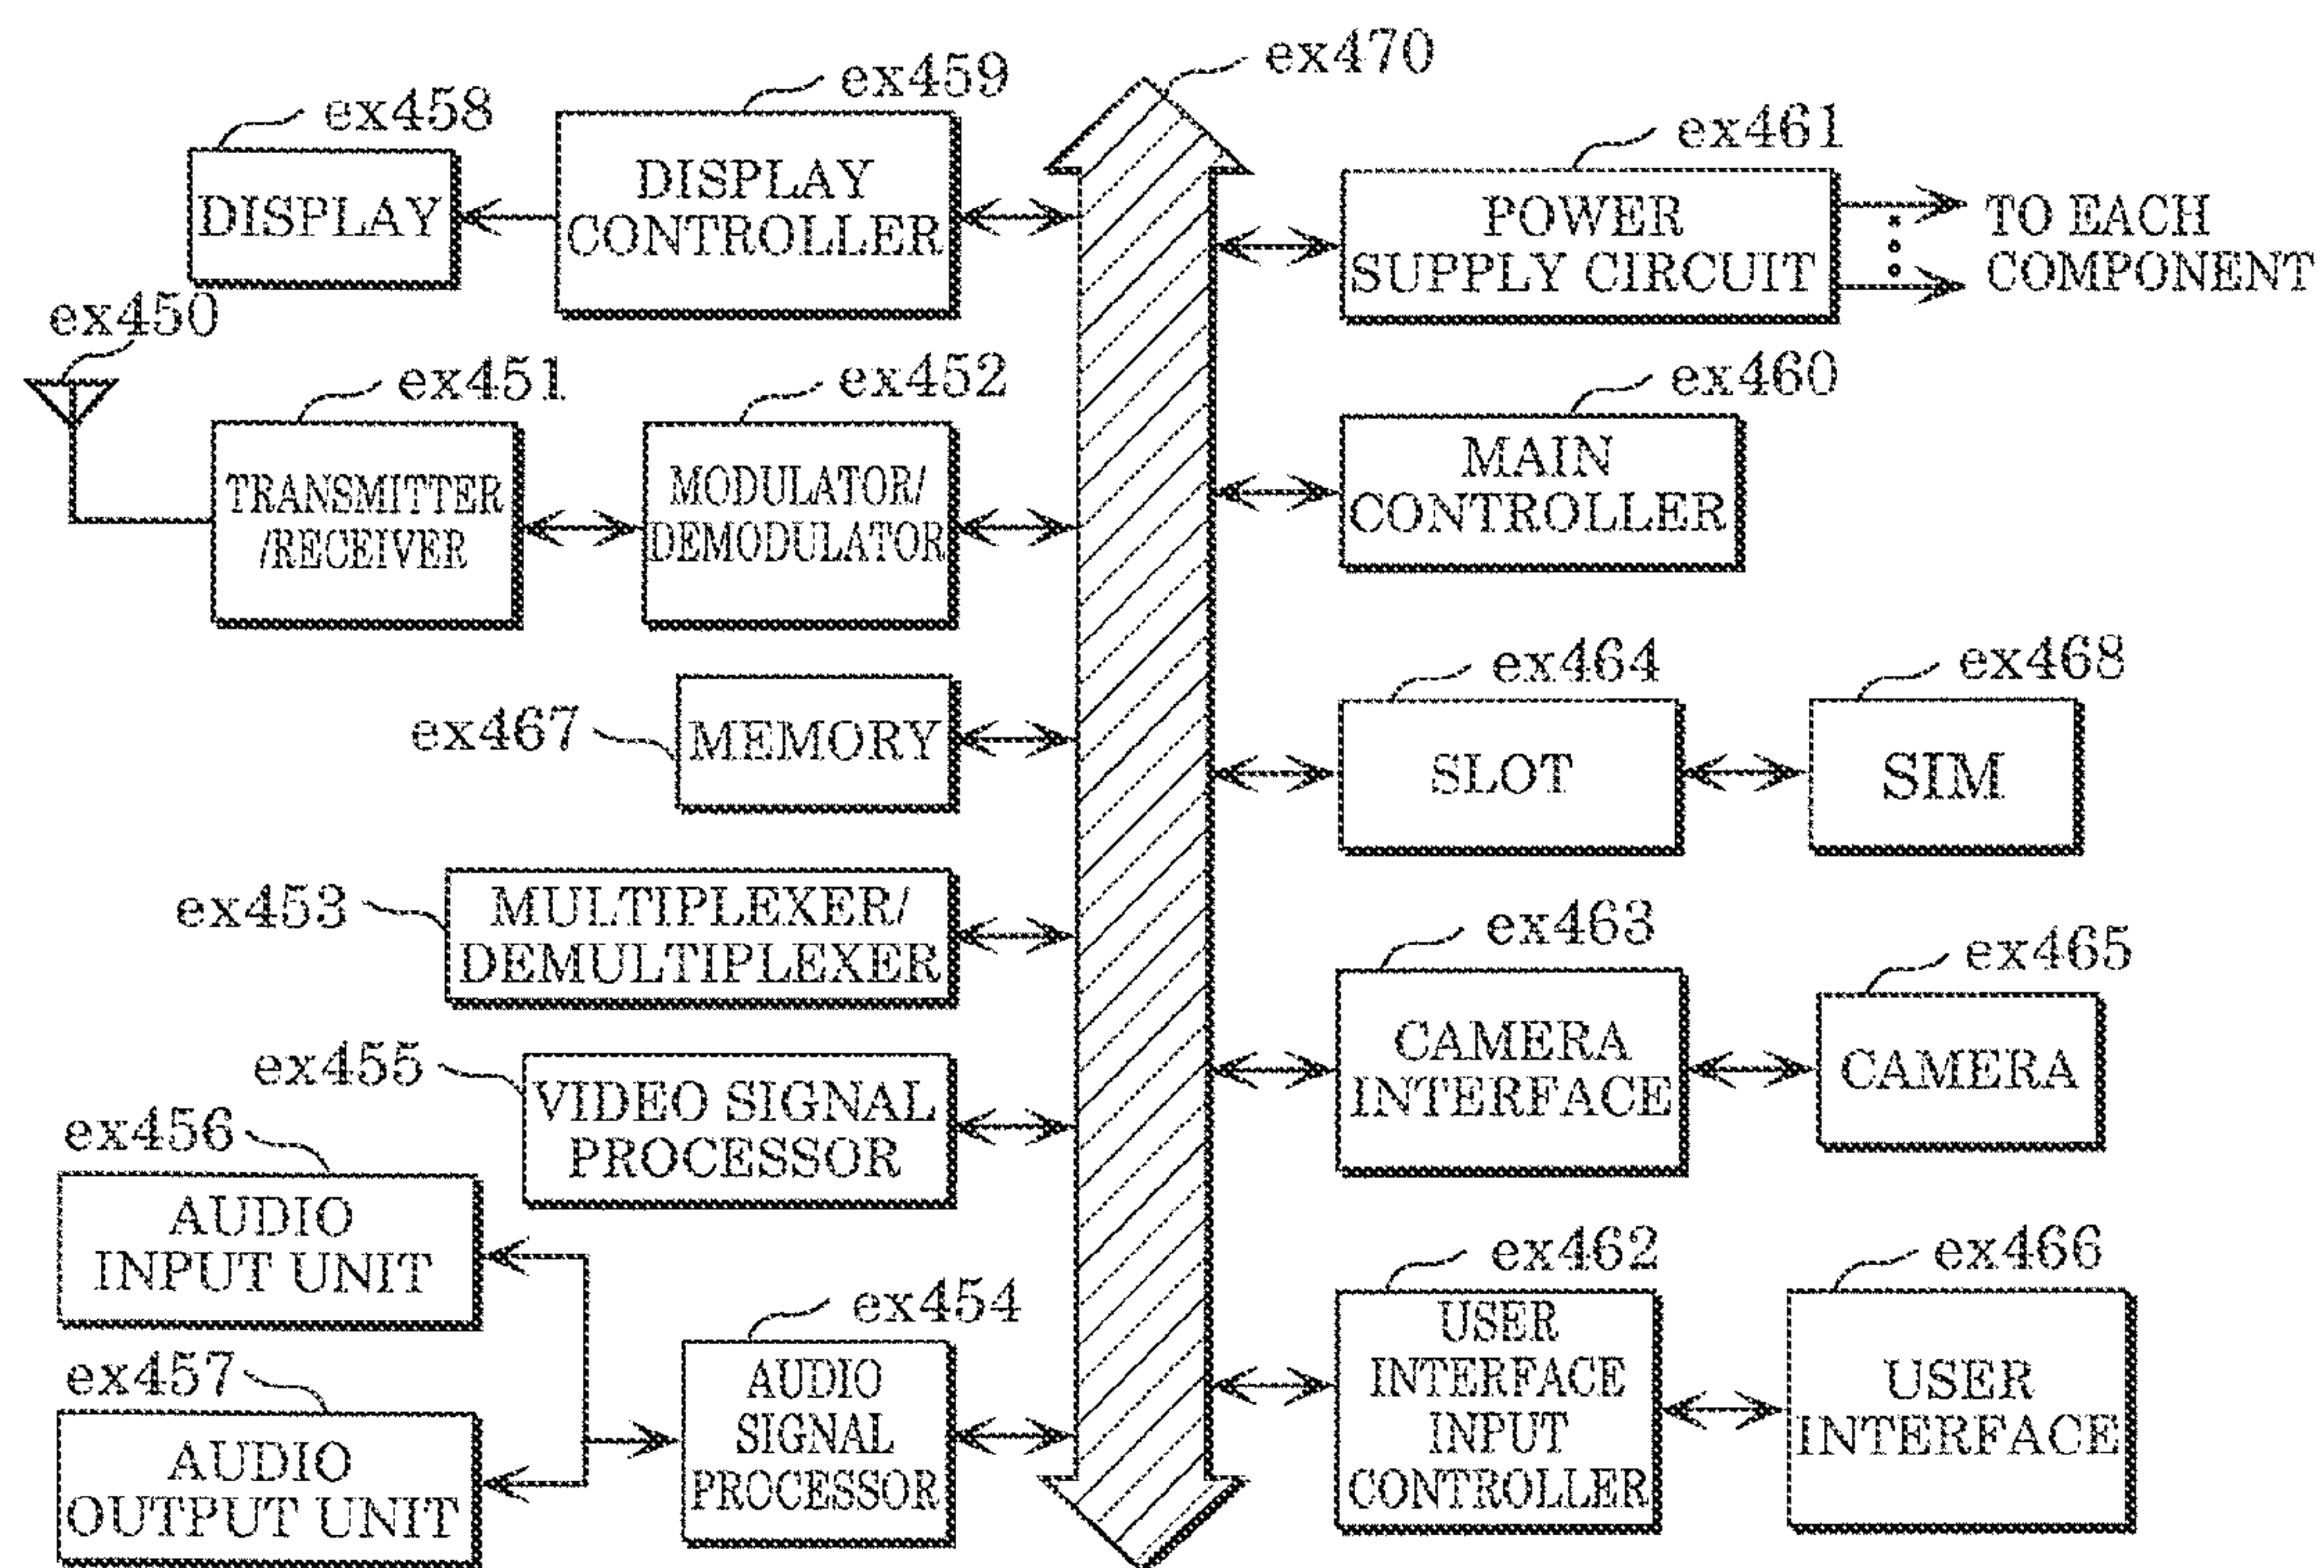 ex470
ex459
ex458
DISPLAY
DISPLAY
CONTROLLER
ex461
POWER
SUPPLY CIRCUIT
TO EACH
COMPONENT
ex450
ex451
TRANSMITTER
/RECEIVER
ex452
MODULATOR/
DEMODULATOR
ex460
MAIN
CONTROLLER
ex467
MEMORY
ex464
SLOT
ex468
SIM
ex453
MULTIPLEXER/
DEMULTIPLEXER
ex463
CAMERA
INTERFACE
ex465
CAMERA
ex455
VIDEO SIGNAL
PROCESSOR
ex456
AUDIO
INPUT UNIT
ex457
AUDIO
OUTPUT UNIT
ex454
AUDIO
SIGNAL
PROCESSOR
ex462
USER
INTERFACE
INPUT
CONTROLLER
ex466
USER
INTERFACE